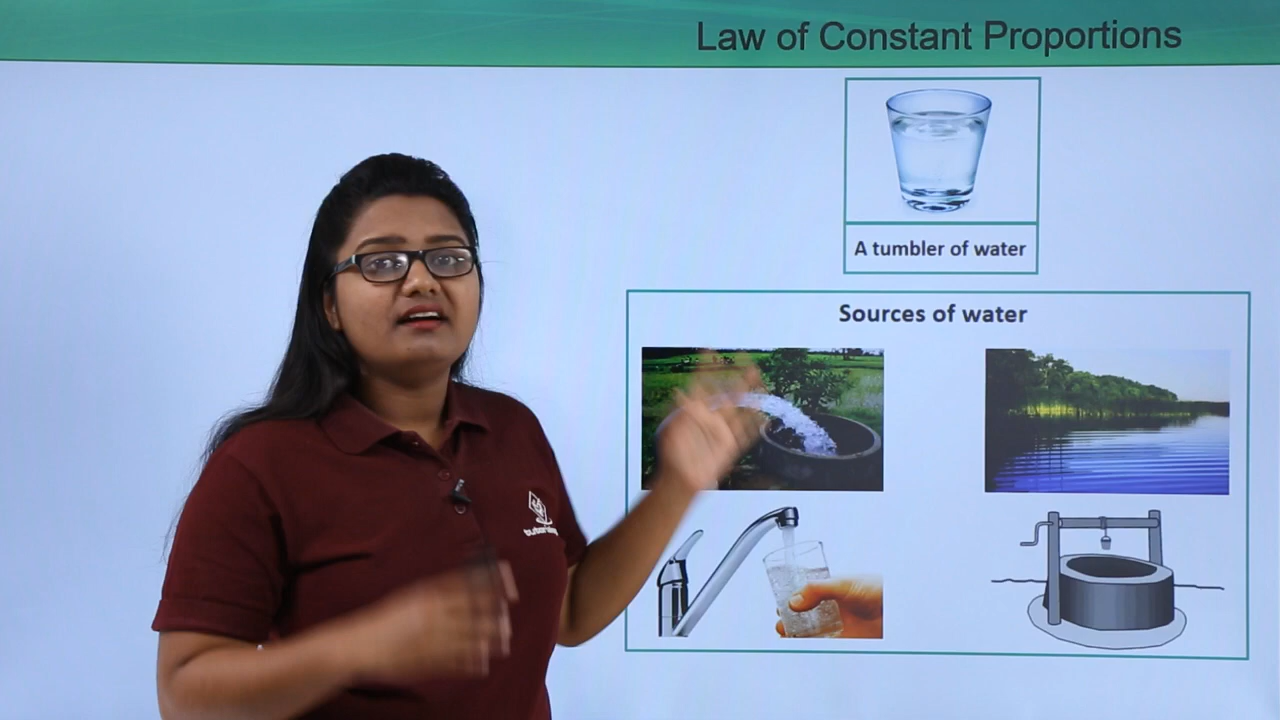 Law of Constant Proportions
A tumbler of water
Sources of water